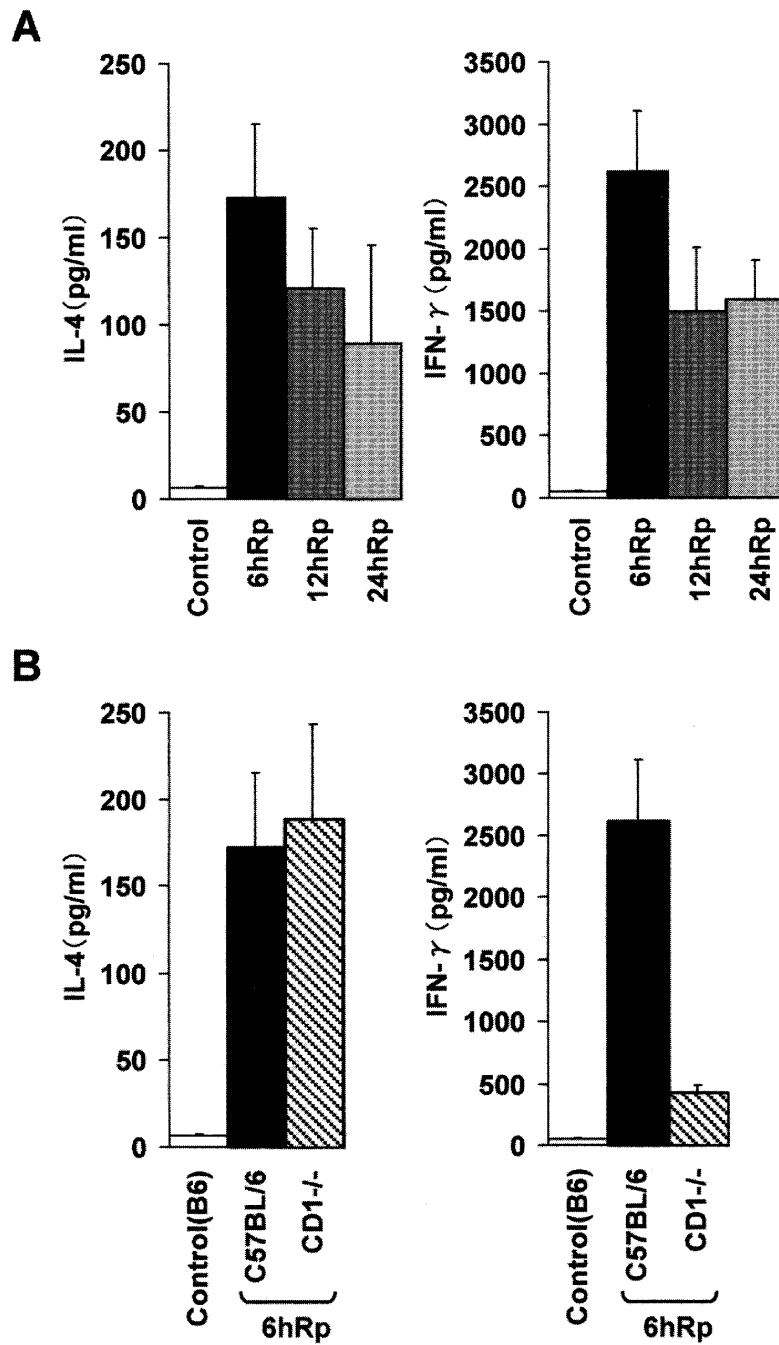 A
250
200
150
100
50
0
IL-4 (pg/ml)
Control
6hRp
12hRp
24hRp
3500
3000
2500
2000
1500
1000
500
0
IFN-γ (pg/ml)
Control
6hRp
12hRp
24hRp
B
250
200
150
100
50
0
IL-4 (pg/ml)
Control(B6)
C57BL/6
CD1-/-
6hRp
3500
3000
2500
2000
1500
1000
500
0
IFN-γ (pg/ml)
Control(B6)
C57BL/6
CD1-/-
6hRp